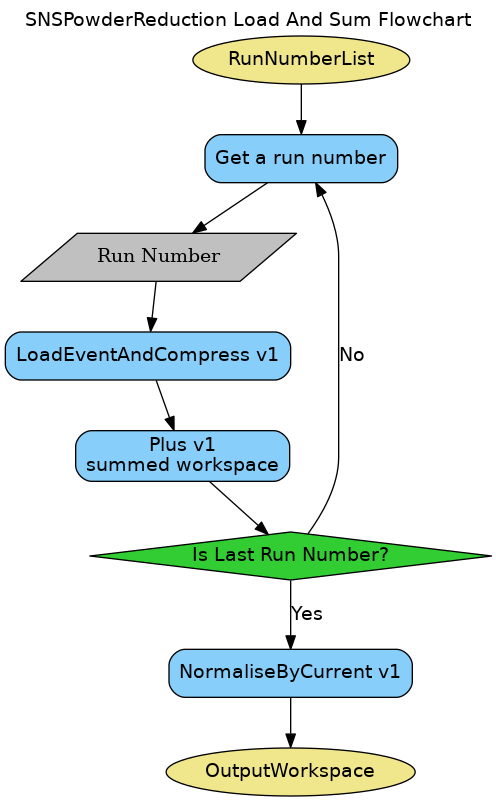 SNSPowderReduction Load And Sum Flowchart
RunNumberList
Get a run number
Run Number
LoadEventAndCompress v1
No
Plus v1
summed workspace
Is Last Run Number?
Yes
NormaliseByCurrent v1
OutputWorkspace